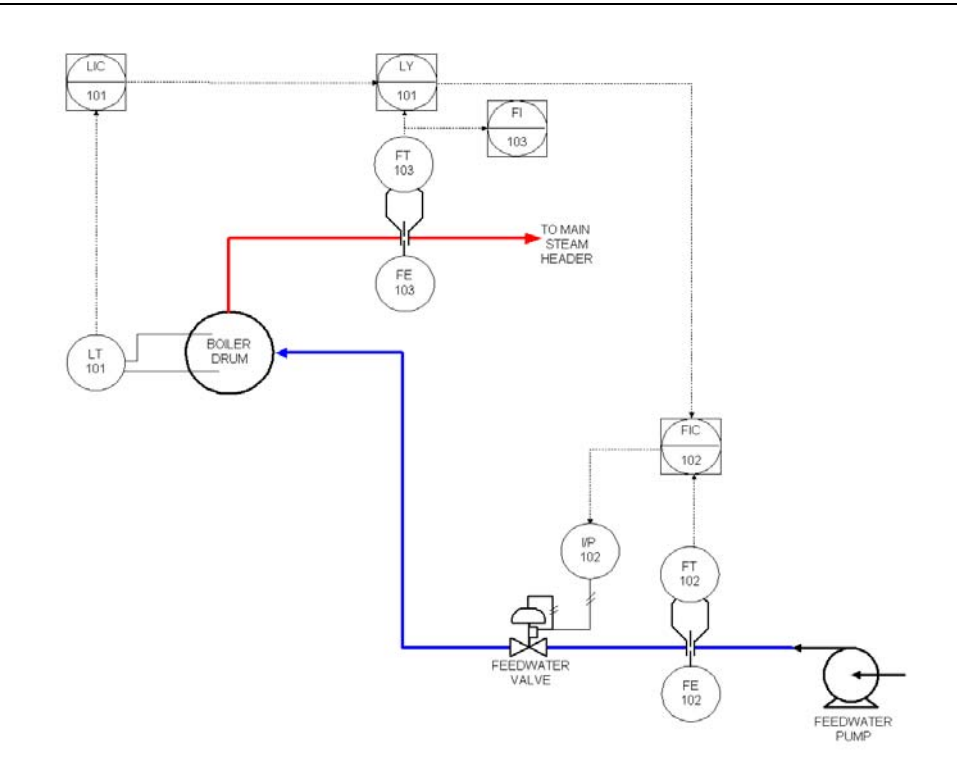 LIC
101
LY
101
FI
103
FT
103
TO MAIN
STEAM
HEADER
FE
103
BOILER
DRUM
LT
101
FIC
102
I/P
102
FT
102
FEEDWATER
VALVE
FE
102
FEEDWATER
PUMP